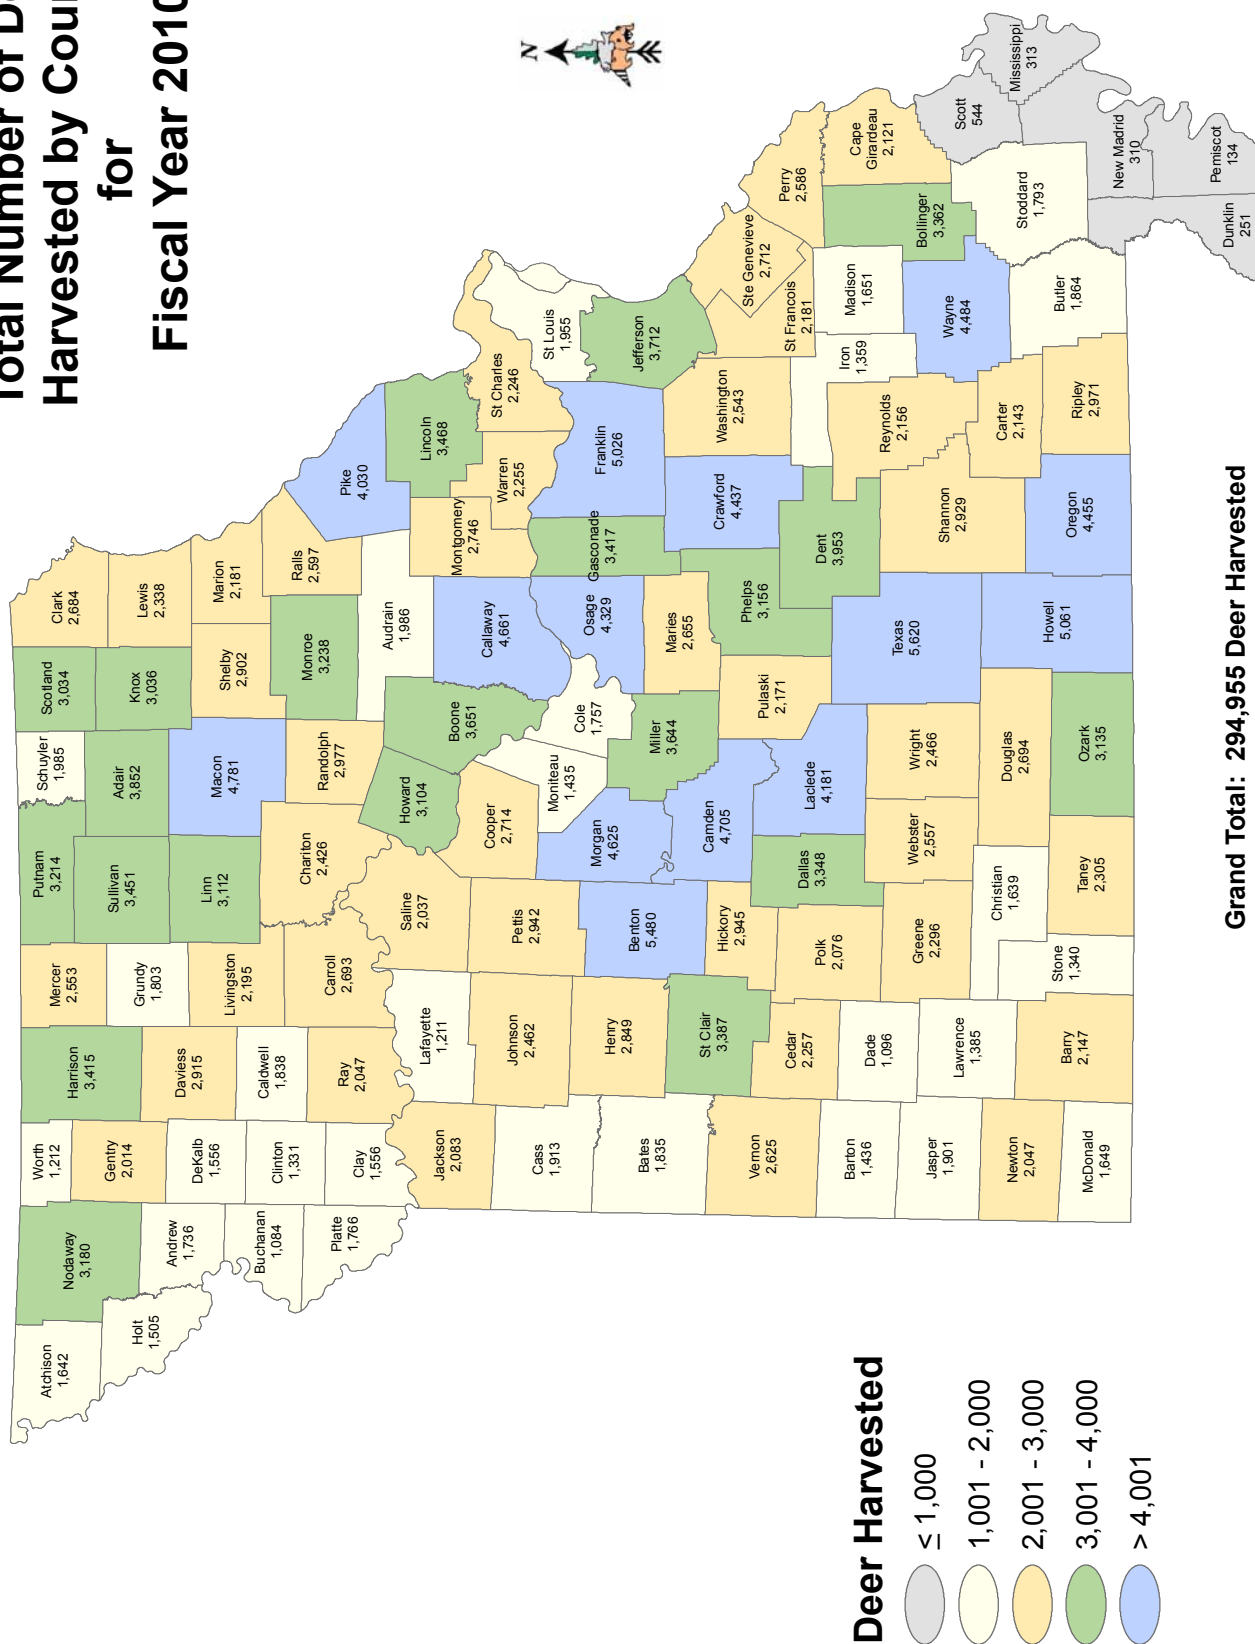 Total Number of D
Harvested by Cou
for
Fiscal Year 2010
N
Atchison
1,642
Nodaway
3,180
Worth
1,212
Harrison
3,415
Mercer
2,553
Putnam
3,214
Schuyler
1,985
Scotland
3,034
Clark
2,684
Holt
1,505
Andrew
1,736
Gentry
2,014
Daviess
2,915
Grundy
1,803
Sullivan
3,451
Adair
3,852
Knox
3,036
Lewis
2,338
Buchanan
1,084
DeKalb
1,556
Clinton
1,331
Caldwell
1,838
Livingston
2,195
Linn
3,112
Macon
4,781
Shelby
2,902
Marion
2,181
Platte
1,766
Clay
1,556
Ray
2,047
Carroll
2,693
Chariton
2,426
Randolph
2,977
Monroe
3,238
Ralls
2,597
Pike
4,030
Jackson
2,083
Lafayette
1,211
Saline
2,037
Howard
3,104
Boone
3,651
Audrain
1,986
Callaway
4,661
Montgomery
2,746
Lincoln
3,468
Warren
2,255
St Charles
2,246
St Louis
1,955
Cass
1,913
Johnson
2,462
Pettis
2,942
Cooper
2,714
Moniteau
1,435
Cole
1,757
Osage
4,329
Gasconade
3,417
Franklin
5,026
Jefferson
3,712
Bates
1,835
Henry
2,849
Benton
5,480
Morgan
4,625
Miller
3,644
Maries
2,655
Crawford
4,437
Washington
2,543
Ste Genevieve
2,712
St Francois
2,181
Perry
2,586
Vernon
2,625
St Clair
3,387
Hickory
2,945
Camden
4,705
Pulaski
2,171
Phelps
3,156
Dent
3,953
Iron
1,359
Madison
1,651
Bollinger
3,362
Cape
Girardeau
2,121
Cedar
2,257
Polk
2,076
Dallas
3,348
Laclede
4,181
Texas
5,620
Shannon
2,929
Reynolds
2,156
Wayne
4,484
Scott
544
Mississippi
313
Barton
1,436
Dade
1,096
Greene
2,296
Webster
2,557
Wright
2,466
Carter
2,143
Butler
1,864
Stoddard
1,793
New Madrid
310
Jasper
1,901
Lawrence
1,385
Christian
1,639
Douglas
2,694
Howell
5,061
Oregon
4,455
Ripley
2,971
Newton
2,047
McDonald
1,649
Barry
2,147
Stone
1,340
Taney
2,305
Ozark
3,135
Dunklin
251
Pemiscot
134
Deer Harvested
≤ 1,000
1,001 - 2,000
2,001 - 3,000
3,001 - 4,000
> 4,001
Grand Total: 294,955 Deer Harvested